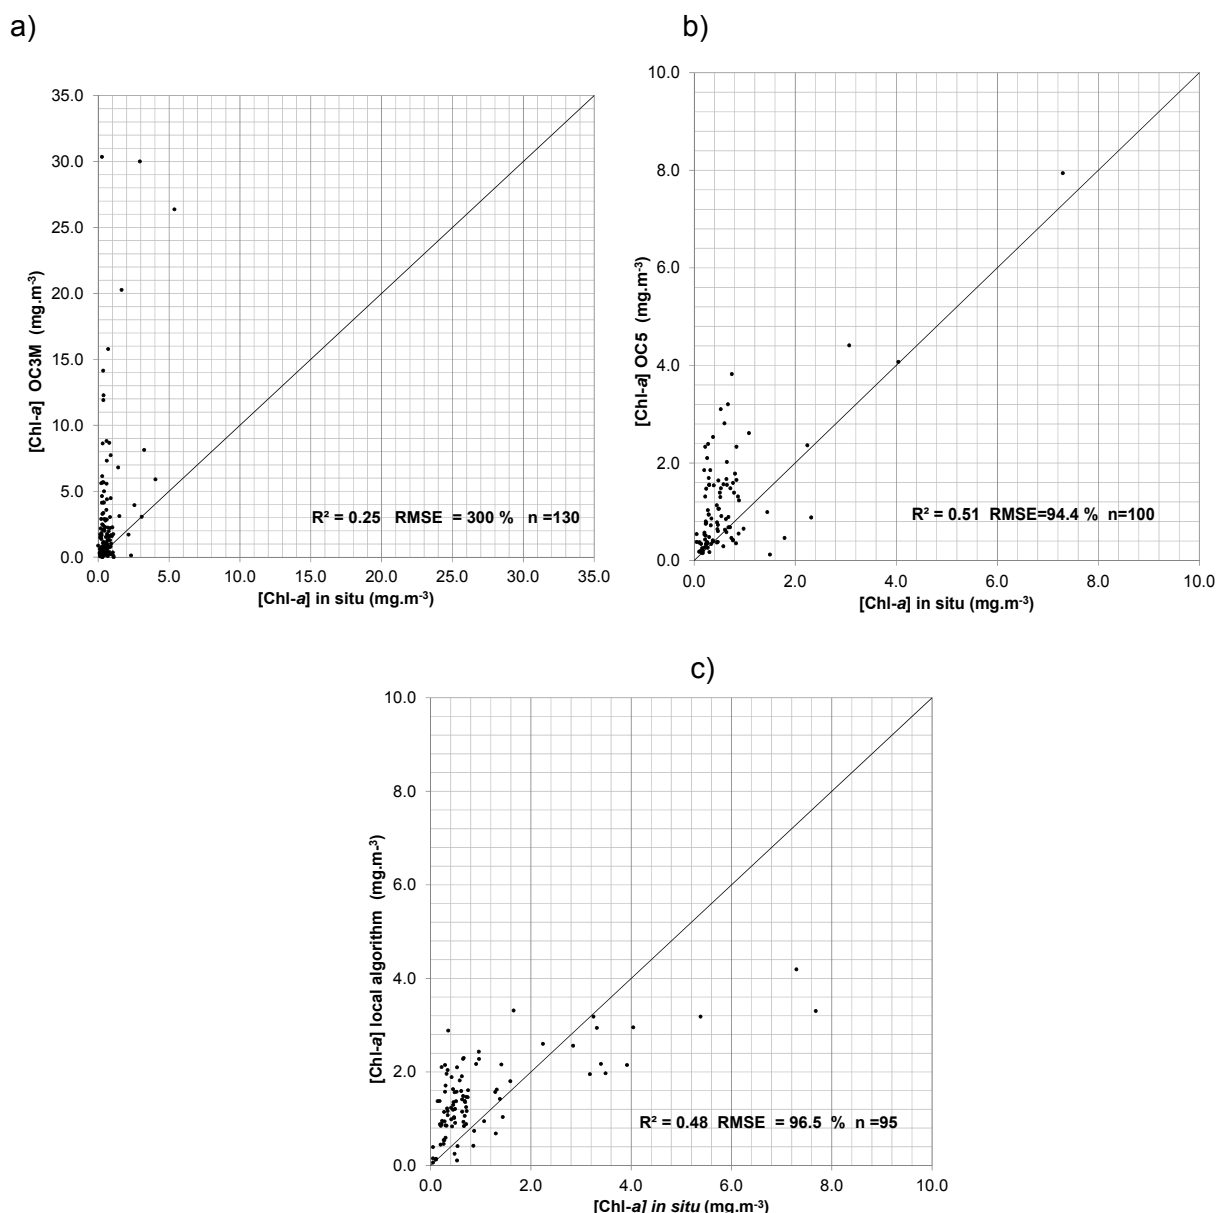 a)
35.0
30.0
25.0
20.0
15.0
10.0
5.0
0.0
[Chl-a] OC3M (mg.m-3)
R² = 0.25 RMSE = 300 % n =130
0.0 5.0 10.0 15.0 20.0 25.0 30.0 35.0
[Chl-a] in situ (mg.m-3)
b)
10.0
8.0
6.0
4.0
2.0
0.0
[Chl-a] OC5 (mg.m-3)
R² = 0.51 RMSE=94.4 % n=100
0.0 2.0 4.0 6.0 8.0 10.0
[Chl-a] in situ (mg.m-3)
c)
10.0
8.0
6.0
4.0
2.0
0.0
[Chl-a] local algorithm (mg.m-3)
R² = 0.48 RMSE = 96.5 % n =95
0.0 2.0 4.0 6.0 8.0 10.0
[Chl-a] in situ (mg.m-3)